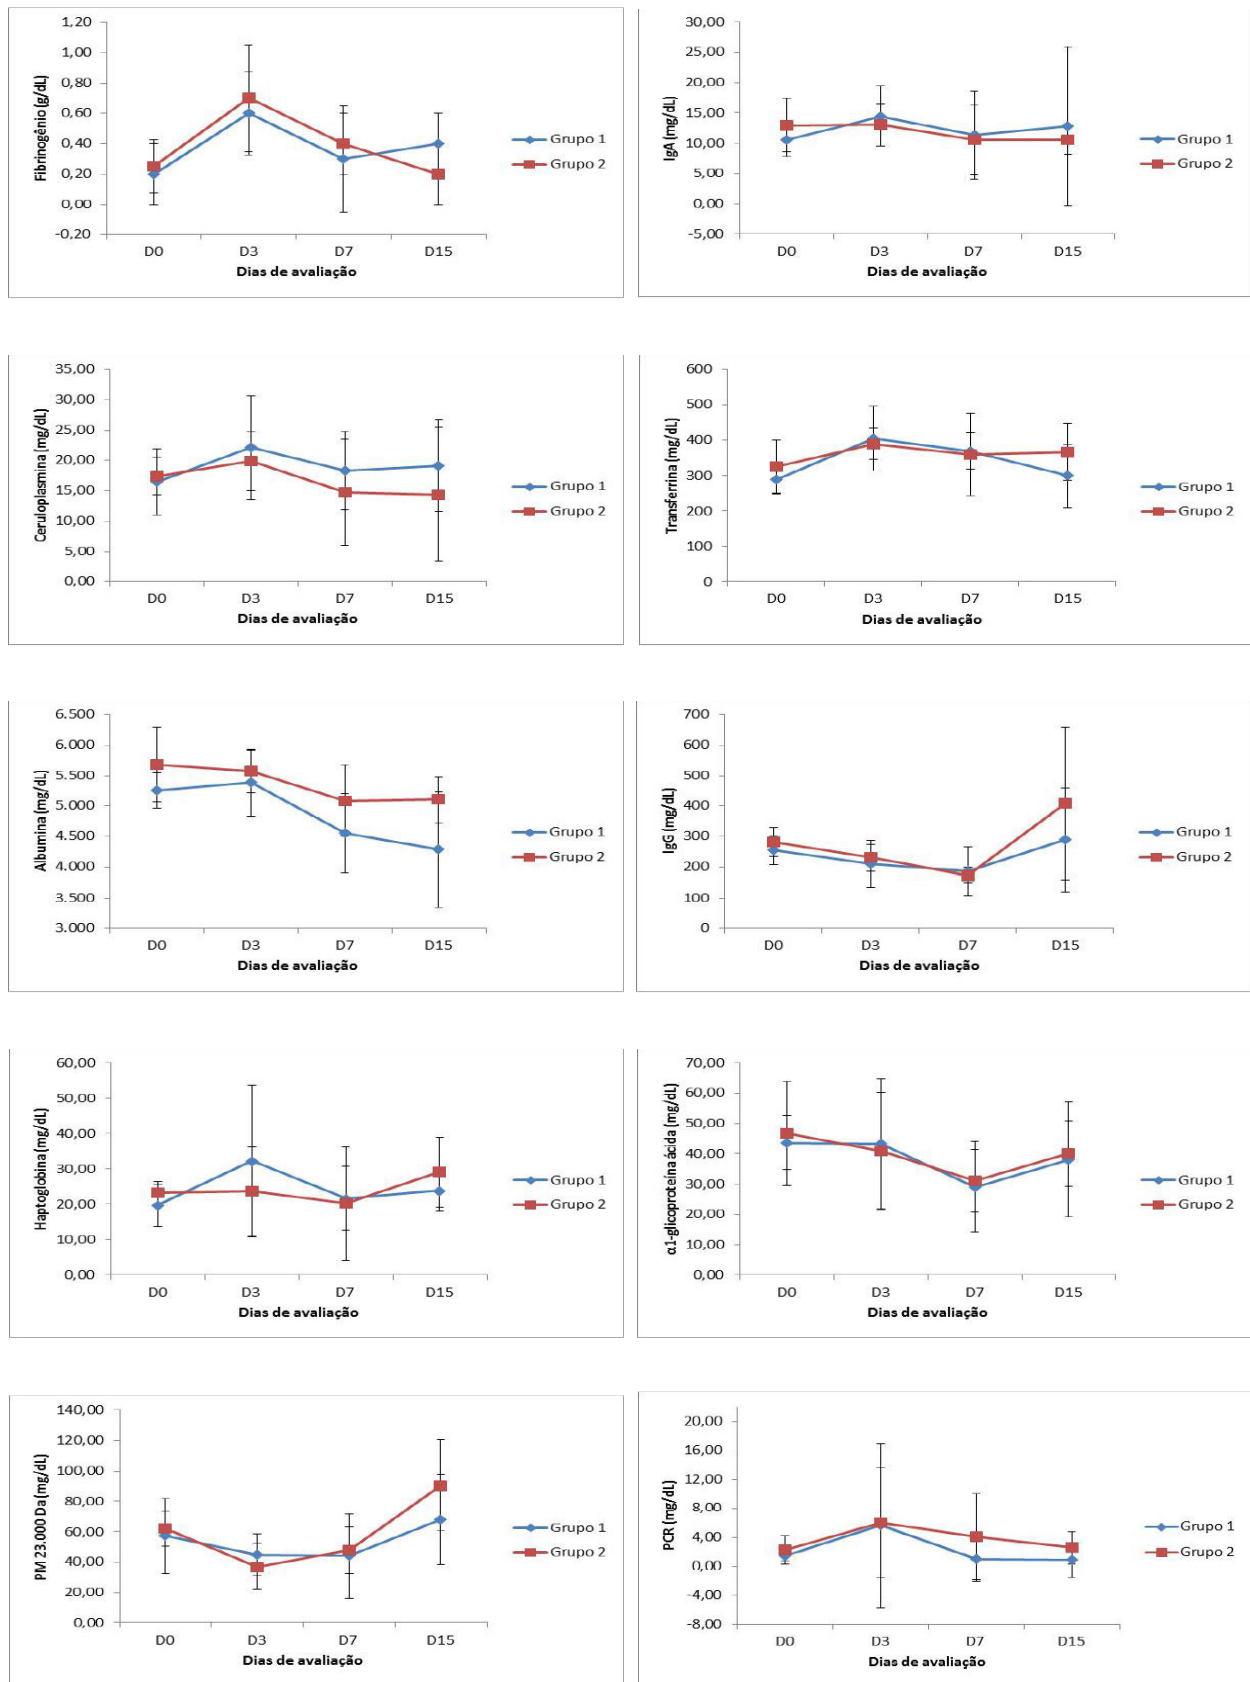 Fibrinogênio (g/dL)
1,20
1,00
0,80
0,60
0,40
0,20
0,00
-0,20
D0 D3 D7 D15
Dias de avaliação
Grupo 1
Grupo 2
IgA (mg/dL)
30,00
25,00
20,00
15,00
10,00
5,00
0,00
-5,00
D0 D3 D7 D15
Dias de avaliação
Grupo 1
Grupo 2
Ceruloplasmina (mg/dL)
35,00
30,00
25,00
20,00
15,00
10,00
5,00
0,00
D0 D3 D7 D15
Dias de avaliação
Grupo 1
Grupo 2
Transferrina (mg/dL)
600
500
400
300
200
100
0
D0 D3 D7 D15
Dias de avaliação
Grupo 1
Grupo 2
Albumina (mg/dL)
6.500
6.000
5.500
5.000
4.500
4.000
3.500
3.000
D0 D3 D7 D15
Dias de avaliação
Grupo 1
Grupo 2
IgG (mg/dL)
700
600
500
400
300
200
100
0
D0 D3 D7 D15
Dias de avaliação
Grupo 1
Grupo 2
Haptoglobina (mg/dL)
60,00
50,00
40,00
30,00
20,00
10,00
0,00
D0 D3 D7 D15
Dias de avaliação
Grupo 1
Grupo 2
α1-glicoproteína ácida (mg/dL)
70,00
60,00
50,00
40,00
30,00
20,00
10,00
0,00
D0 D3 D7 D15
Dias de avaliação
Grupo 1
Grupo 2
PM 23.000 Da (mg/dL)
140,00
120,00
100,00
80,00
60,00
40,00
20,00
0,00
D0 D3 D7 D15
Dias de avaliação
Grupo 1
Grupo 2
PCR (mg/dL)
20,00
16,00
12,00
8,00
4,00
0,00
-4,00
-8,00
D0 D3 D7 D15
Dias de avaliação
Grupo 1
Grupo 2